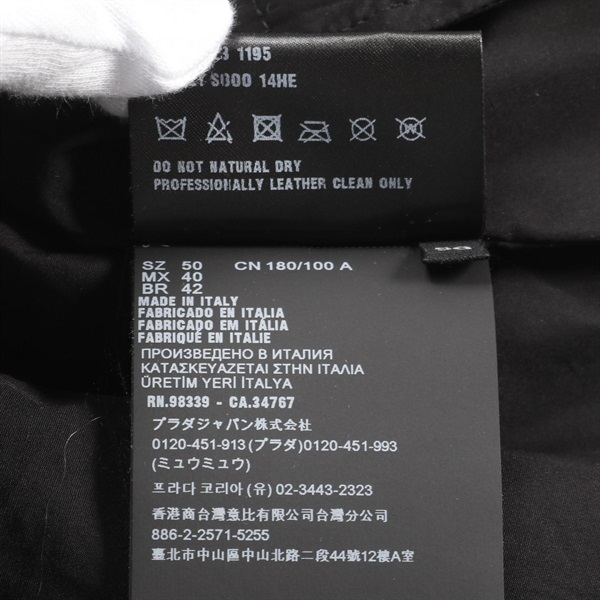 1195
S000 14HE
DO NOT NATURAL DRY
PROFESSIONALLY LEATHER CLEAN ONLY
SZ 50 CN 180/100 A
MX 40
BR 42
MADE IN ITALY
FABRICADO EN ITALIA
FABRICADO EM ITÁLIA
FABRIQUÉ EN ITALIE
ПРОИЗВЕДЕНО В ИТАЛИЯ
ΚΑΤΑΣΚΕΥΑΖΕΤΑΙ ΣΤΗΝ ΙΤΑΛΙΑ
ÜRETİM YERİ İTALYA
RN.98339 - CA.34767
プラダジャパン株式会社
0120-451-913 (プラダ) 0120-451-993
(ミュウミュウ)
프라다 코리아 (유) 02-3443-2323
香港商台灣意比有限公司台灣分公司
886-2-2571-5255
臺北市中山區中山北路二段44號12樓A